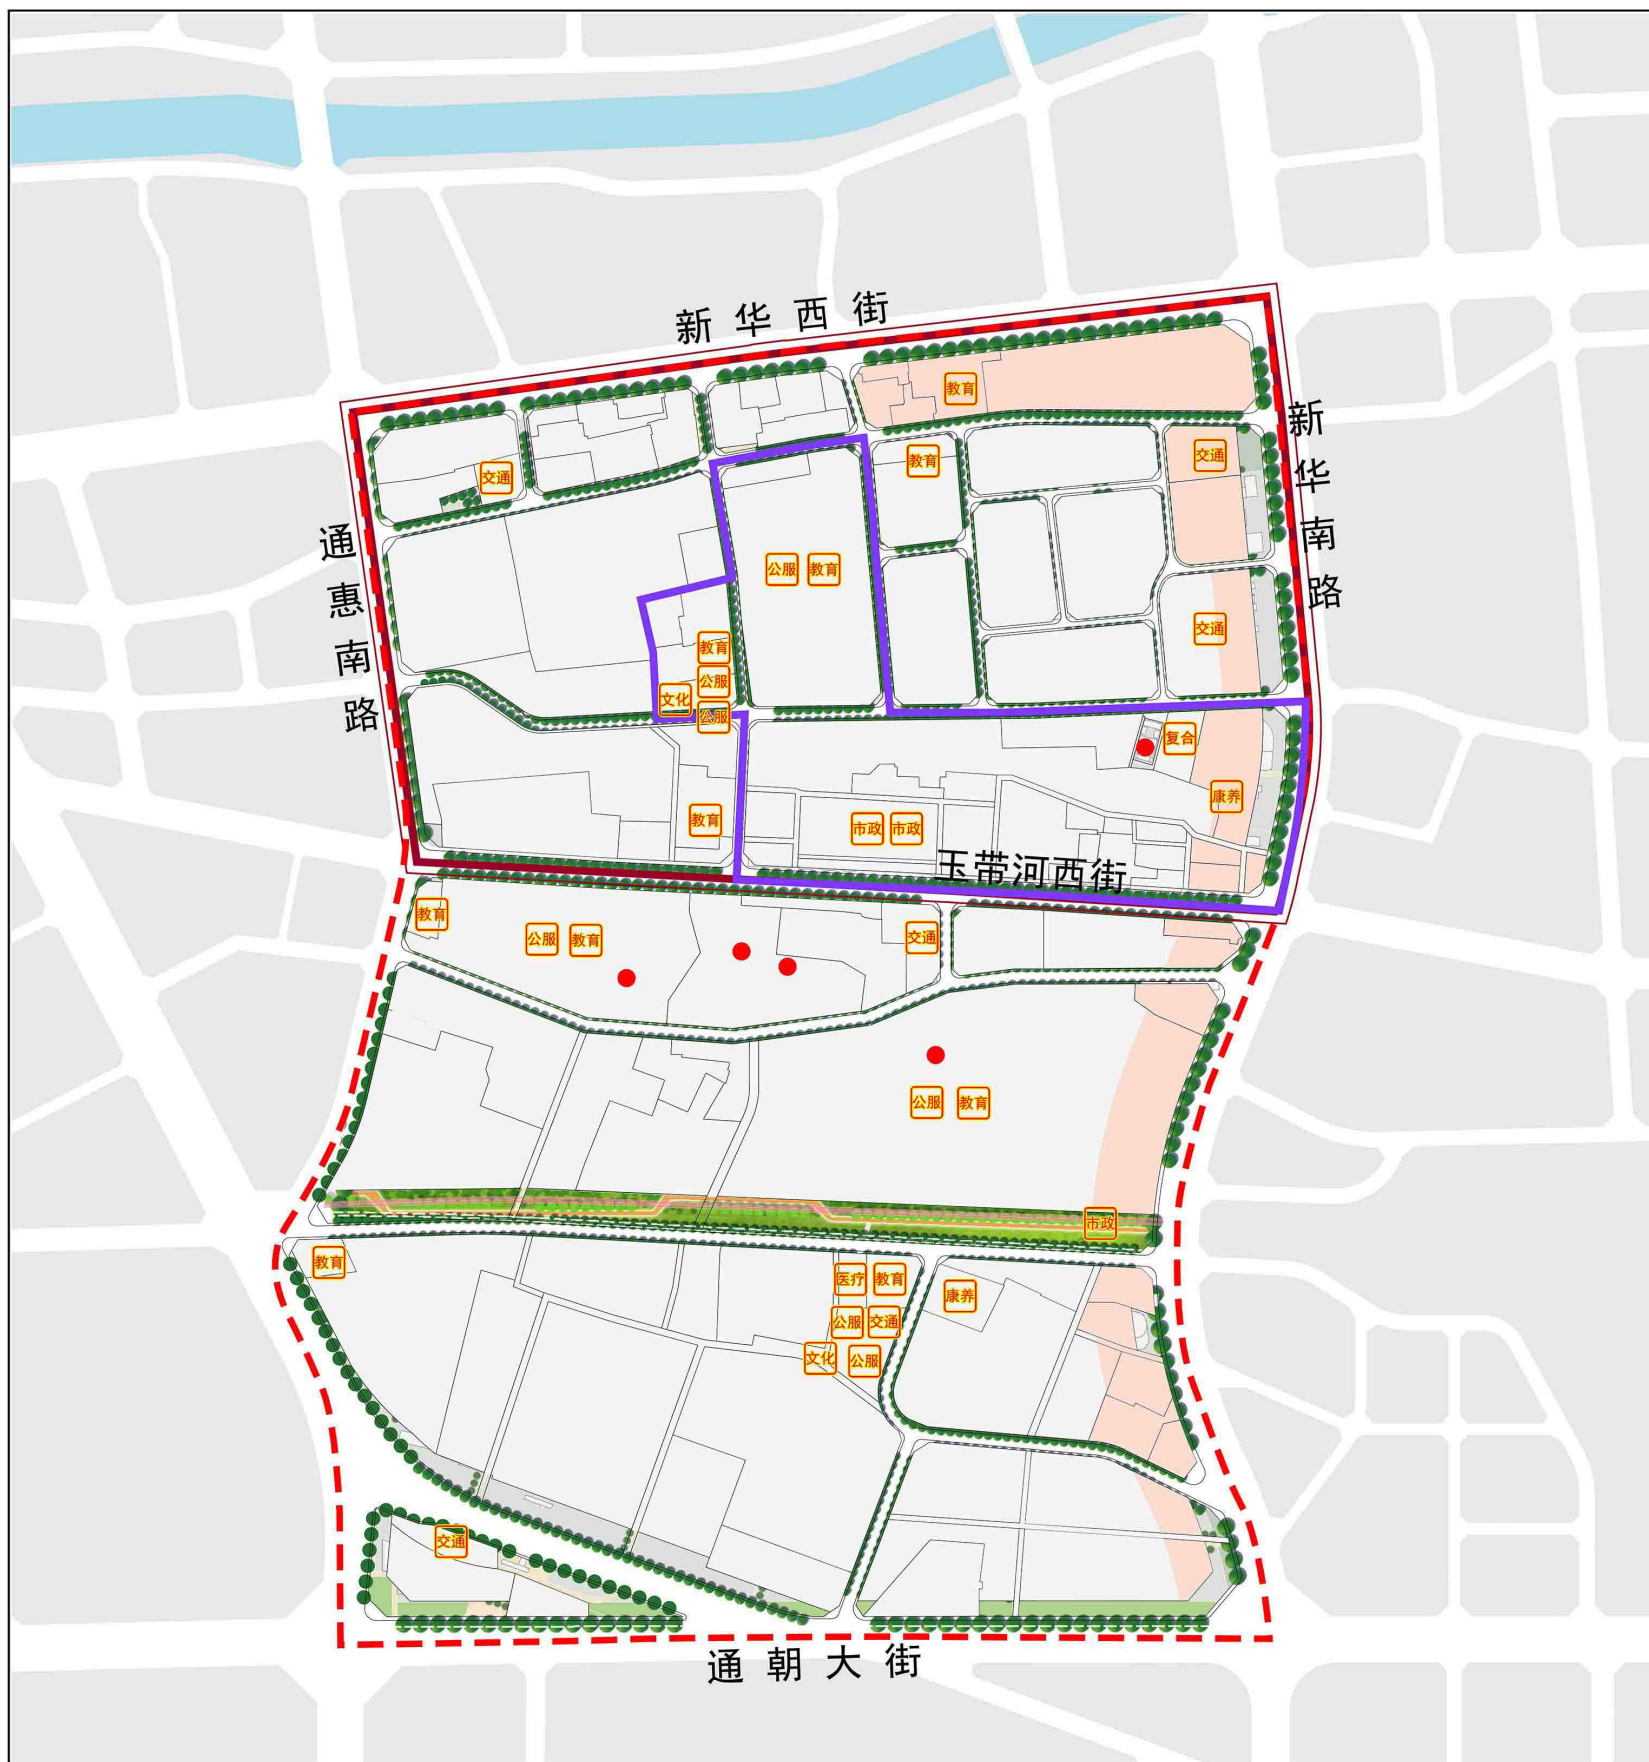 新华西街
教育
新华南路
教育
交通
交通
通惠南路
公服
教育
教育
交通
公服
文化
公服
复合
康养
教育
市政
市政
玉带河西街
教育
公服
教育
交通
公服
教育
市政
教育
医疗
教育
康养
公服
交通
文化
公服
交通
通朝大街